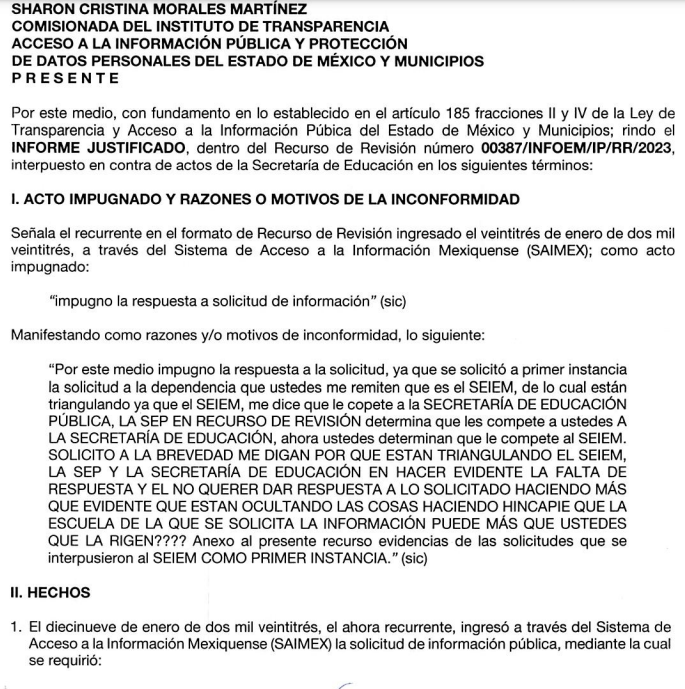 SHARON CRISTINA MORALES MARTÍNEZ
COMISIONADA DEL INSTITUTO DE TRANSPARENCIA
ACCESO A LA INFORMACIÓN PÚBLICA Y PROTECCIÓN
DE DATOS PERSONALES DEL ESTADO DE MÉXICO Y MUNICIPIOS
P R E S E N T E
Por este medio, con fundamento en lo establecido en el artículo 185 fracciones II y IV de la Ley de
Transparencia y Acceso a la Información Púbica del Estado de México y Municipios; rindo el
INFORME JUSTIFICADO, dentro del Recurso de Revisión número 00387/INFOEM/IP/RR/2023,
interpuesto en contra de actos de la Secretaría de Educación en los siguientes términos:
I. ACTO IMPUGNADO Y RAZONES O MOTIVOS DE LA INCONFORMIDAD
Señala el recurrente en el formato de Recurso de Revisión ingresado el veintitrés de enero de dos mil
veintitrés, a través del Sistema de Acceso a la Información Mexiquense (SAIMEX); como acto
impugnado:
“impugno la respuesta a solicitud de información” (sic)
Manifestando como razones y/o motivos de inconformidad, lo siguiente:
“Por este medio impugno la respuesta a la solicitud, ya que se solicitó a primer instancia
la solicitud a la dependencia que ustedes me remiten que es el SEIEM, de lo cual están
triangulando ya que el SEIEM, me dice que le copete a la SECRETARÍA DE EDUCACIÓN
PÚBLICA, LA SEP EN RECURSO DE REVISIÓN determina que les compete a ustedes A
LA SECRETARÍA DE EDUCACIÓN, ahora ustedes determinan que le compete al SEIEM.
SOLICITO A LA BREVEDAD ME DIGAN POR QUE ESTAN TRIANGULANDO EL SEIEM,
LA SEP Y LA SECRETARÍA DE EDUCACIÓN EN HACER EVIDENTE LA FALTA DE
RESPUESTA Y EL NO QUERER DAR RESPUESTA A LO SOLICITADO HACIENDO MÁS
QUE EVIDENTE QUE ESTAN OCULTANDO LAS COSAS HACIENDO HINCAPIE QUE LA
ESCUELA DE LA QUE SE SOLICITA LA INFORMACIÓN PUEDE MÁS QUE USTEDES
QUE LA RIGEN???? Anexo al presente recurso evidencias de las solicitudes que se
interpusieron al SEIEM COMO PRIMER INSTANCIA.” (sic)
II. HECHOS
1. El diecinueve de enero de dos mil veintitrés, el ahora recurrente, ingresó a través del Sistema de
Acceso a la Información Mexiquense (SAIMEX) la solicitud de información pública, mediante la cual
se requirió: